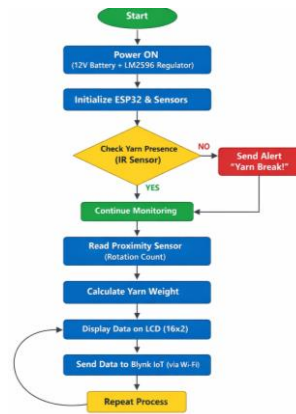 Start
Power ON
(12V Battery + LM2596 Regulator)
Initialize ESP32 & Sensors
Check Yarn Presence
(IR Sensor)
NO
Send Alert
"Yarn Break!"
YES
Continue Monitoring
Read Proximity Sensor
(Rotation Count)
Calculate Yarn Weight
Display Data on LCD (16x2)
Send Data to Blynk IoT (via Wi-Fi)
Repeat Process